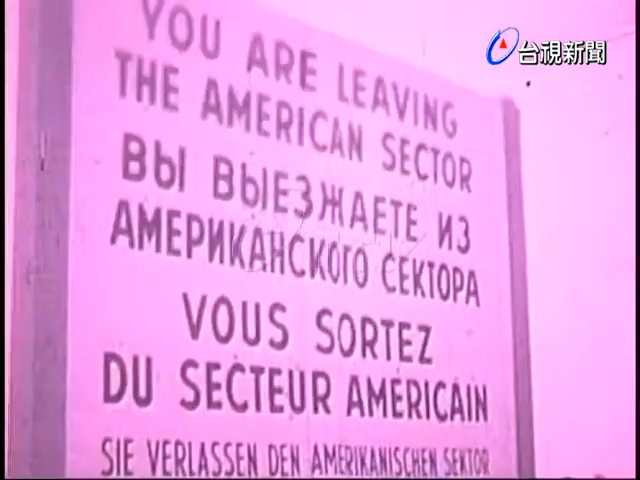 台視新聞
YOU ARE LEAVING
THE AMERICAN SECTOR
ВЫ ВЫЕЗЖАЕТЕ ИЗ
АМЕРИКАНСКОГО СЕКТОРА
VOUS SORTEZ
DU SECTEUR AMÉRICAIN
SIE VERLASSEN DEN AMERIKANISCHEN SEKTOR